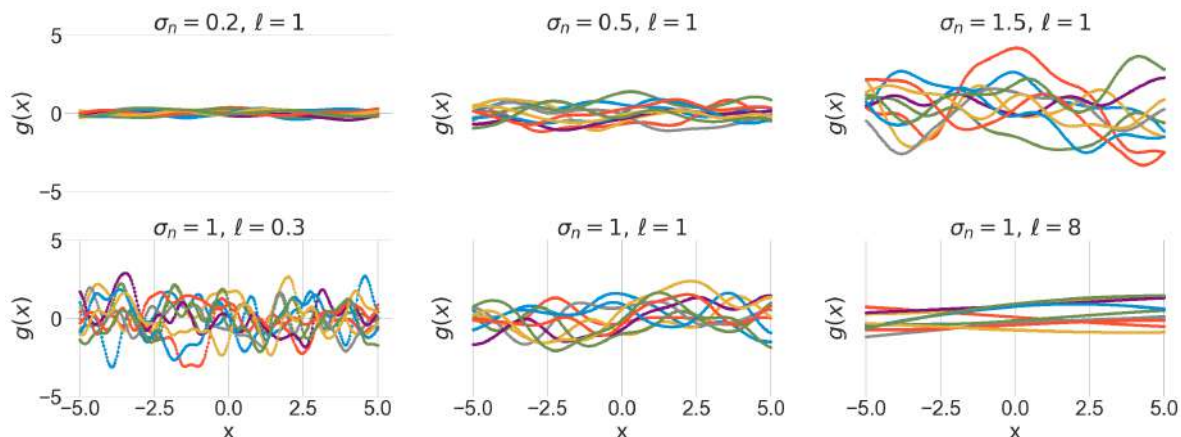 σₙ = 0.2, ℓ = 1
σₙ = 0.5, ℓ = 1
σₙ = 1.5, ℓ = 1
5
0
−5
g(x)
g(x)
g(x)
σₙ = 1, ℓ = 0.3
σₙ = 1, ℓ = 1
σₙ = 1, ℓ = 8
5
0
−5
g(x)
g(x)
g(x)
−5.0 −2.5 0.0 2.5 5.0
−5.0 −2.5 0.0 2.5 5.0
−5.0 −2.5 0.0 2.5 5.0
x
x
x